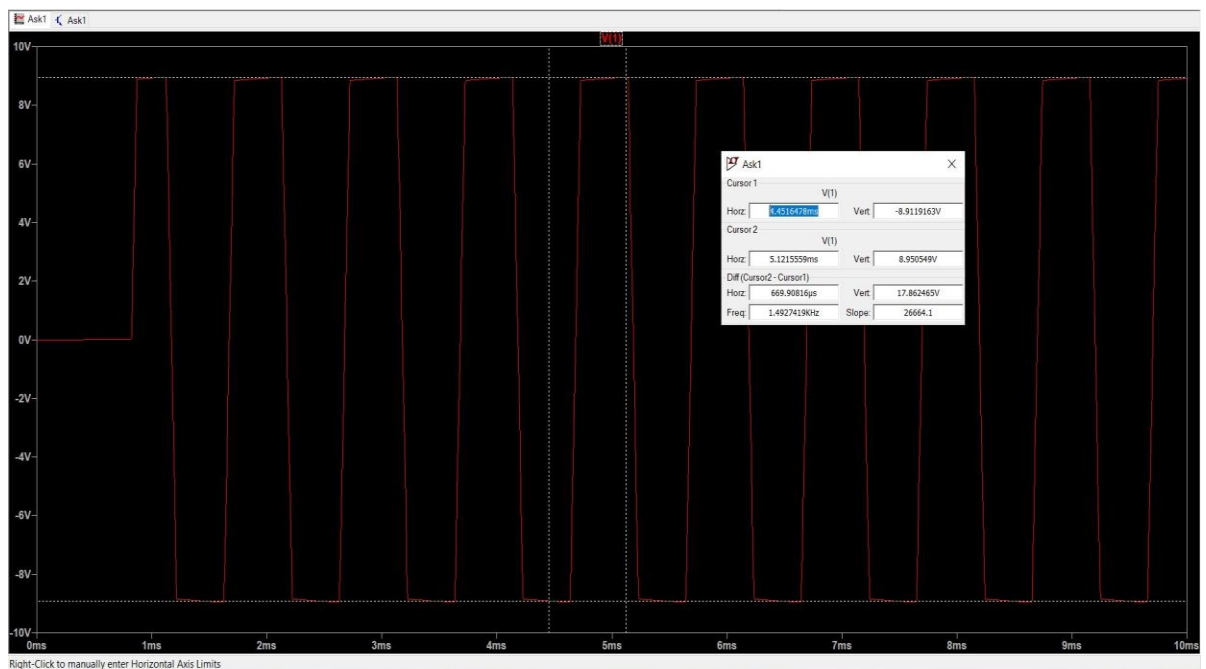 Ask1 Ask1
V(1)
10V
8V
6V
4V
2V
0V
-2V
-4V
-6V
-8V
-10V
0ms 1ms 2ms 3ms 4ms 5ms 6ms 7ms 8ms 9ms 10ms
Ask1
Cursor 1
V(1)
Horz: 4.4516478ms Vert: -8.9119163V
Cursor 2
V(1)
Horz: 5.1215559ms Vert: 8.950549V
Diff (Cursor2 - Cursor1)
Horz: 669.90816µs Vert: 17.862465V
Freq: 1.4927419KHz Slope: 26664.1
Right-Click to manually enter Horizontal Axis Limits